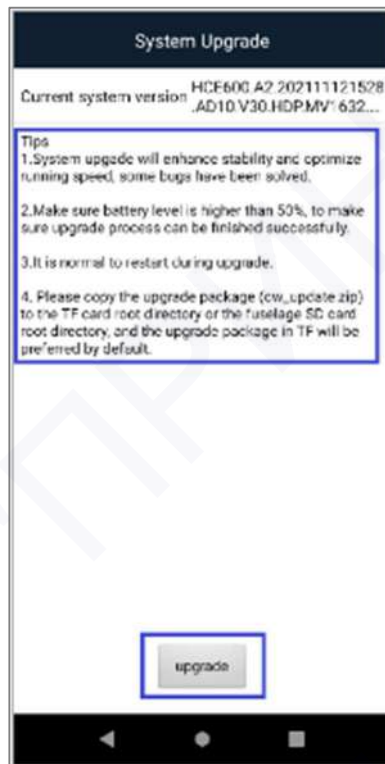 System Upgrade
Current system version HCE600.A2.202111121528
.AD10.V30.HDP.MV1632...
Tips
1.System upgade will enhance stability and optimize
running speed, some bugs have been solved.
2.Make sure battery level is higher than 50%, to make
sure upgrade process can be finished successfully.
3.It is normal to restart during upgrade.
4. Please copy the upgrade package (cw_update.zip)
to the TF card root directory or the fuselage SD card
root directory, and the upgrade package in TF will be
preferred by default.
upgrade